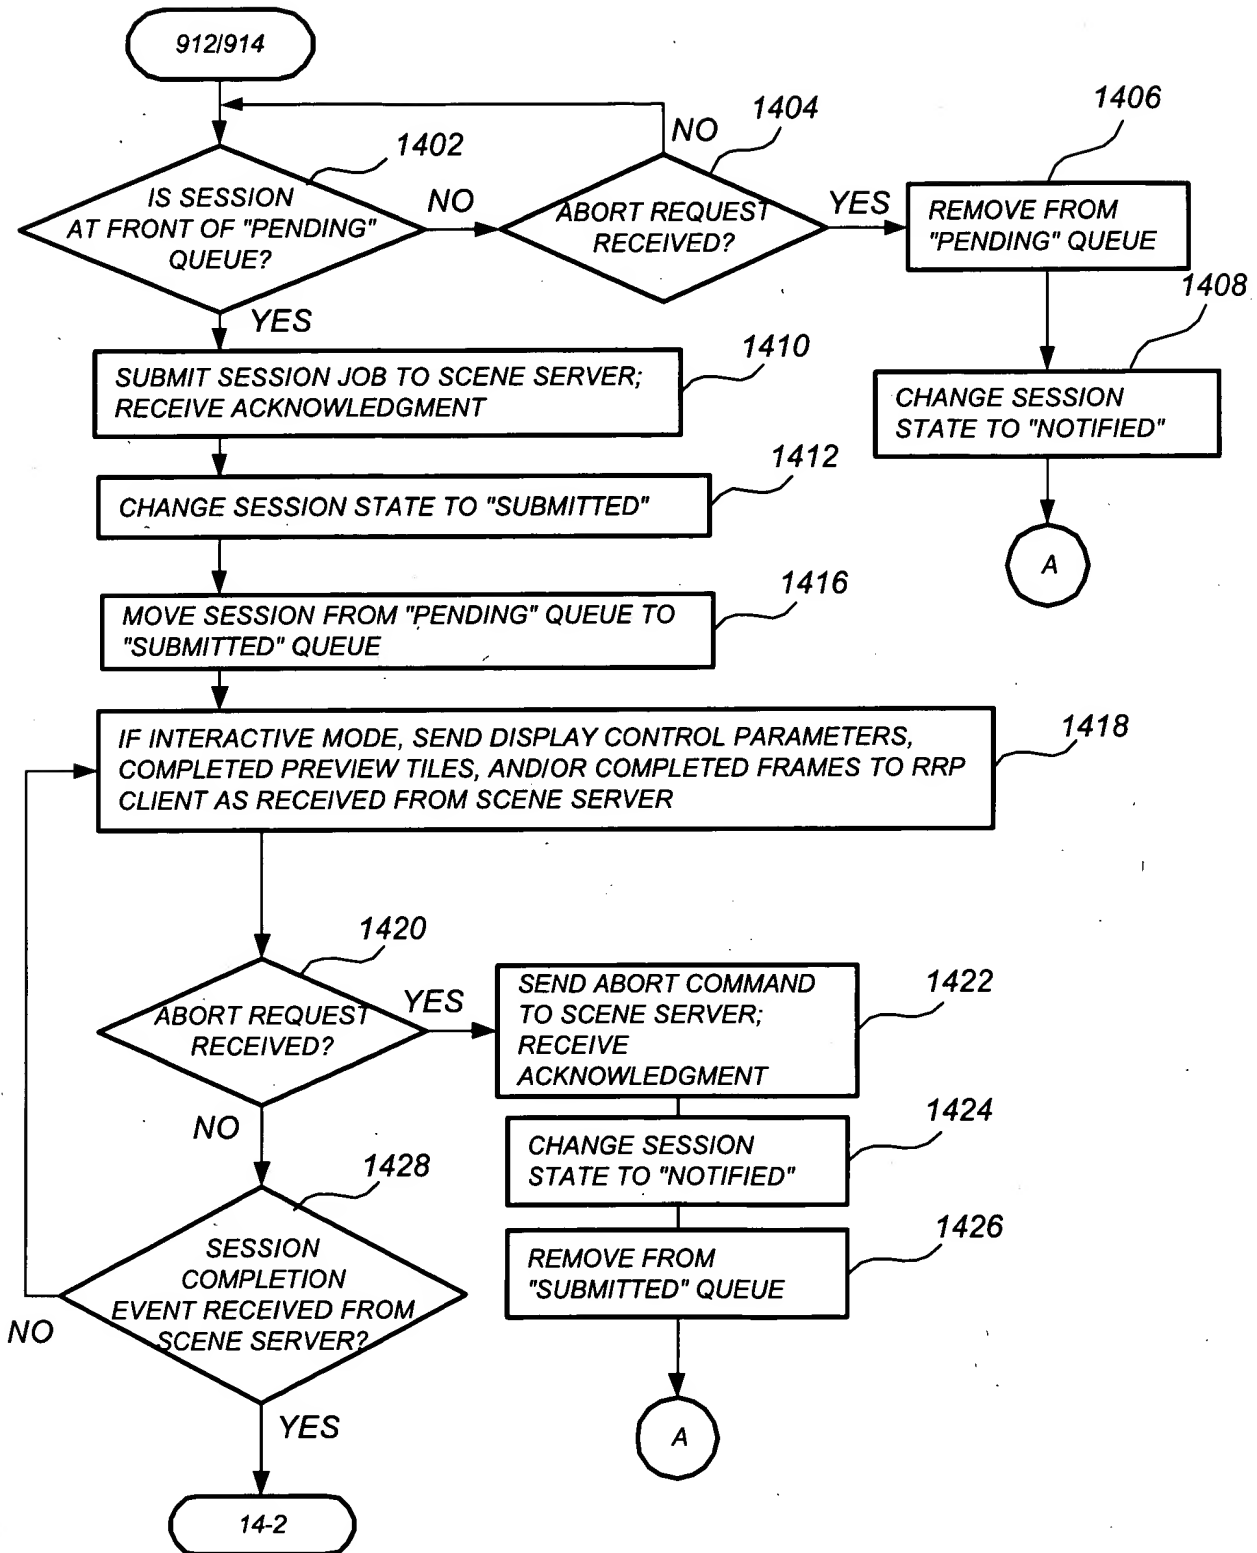 912/914
1402
IS SESSION
AT FRONT OF "PENDING"
QUEUE?
NO
NO
1404
ABORT REQUEST
RECEIVED?
YES
1406
REMOVE FROM
"PENDING" QUEUE
1408
CHANGE SESSION
STATE TO "NOTIFIED"
A
YES
1410
SUBMIT SESSION JOB TO SCENE SERVER;
RECEIVE ACKNOWLEDGMENT
1412
CHANGE SESSION STATE TO "SUBMITTED"
1416
MOVE SESSION FROM "PENDING" QUEUE TO
"SUBMITTED" QUEUE
1418
IF INTERACTIVE MODE, SEND DISPLAY CONTROL PARAMETERS,
COMPLETED PREVIEW TILES, AND/OR COMPLETED FRAMES TO RRP
CLIENT AS RECEIVED FROM SCENE SERVER
1420
ABORT REQUEST
RECEIVED?
YES
1422
SEND ABORT COMMAND
TO SCENE SERVER;
RECEIVE
ACKNOWLEDGMENT
1424
CHANGE SESSION
STATE TO "NOTIFIED"
1426
REMOVE FROM
"SUBMITTED" QUEUE
A
NO
1428
SESSION
COMPLETION
EVENT RECEIVED FROM
SCENE SERVER?
NO
YES
14-2